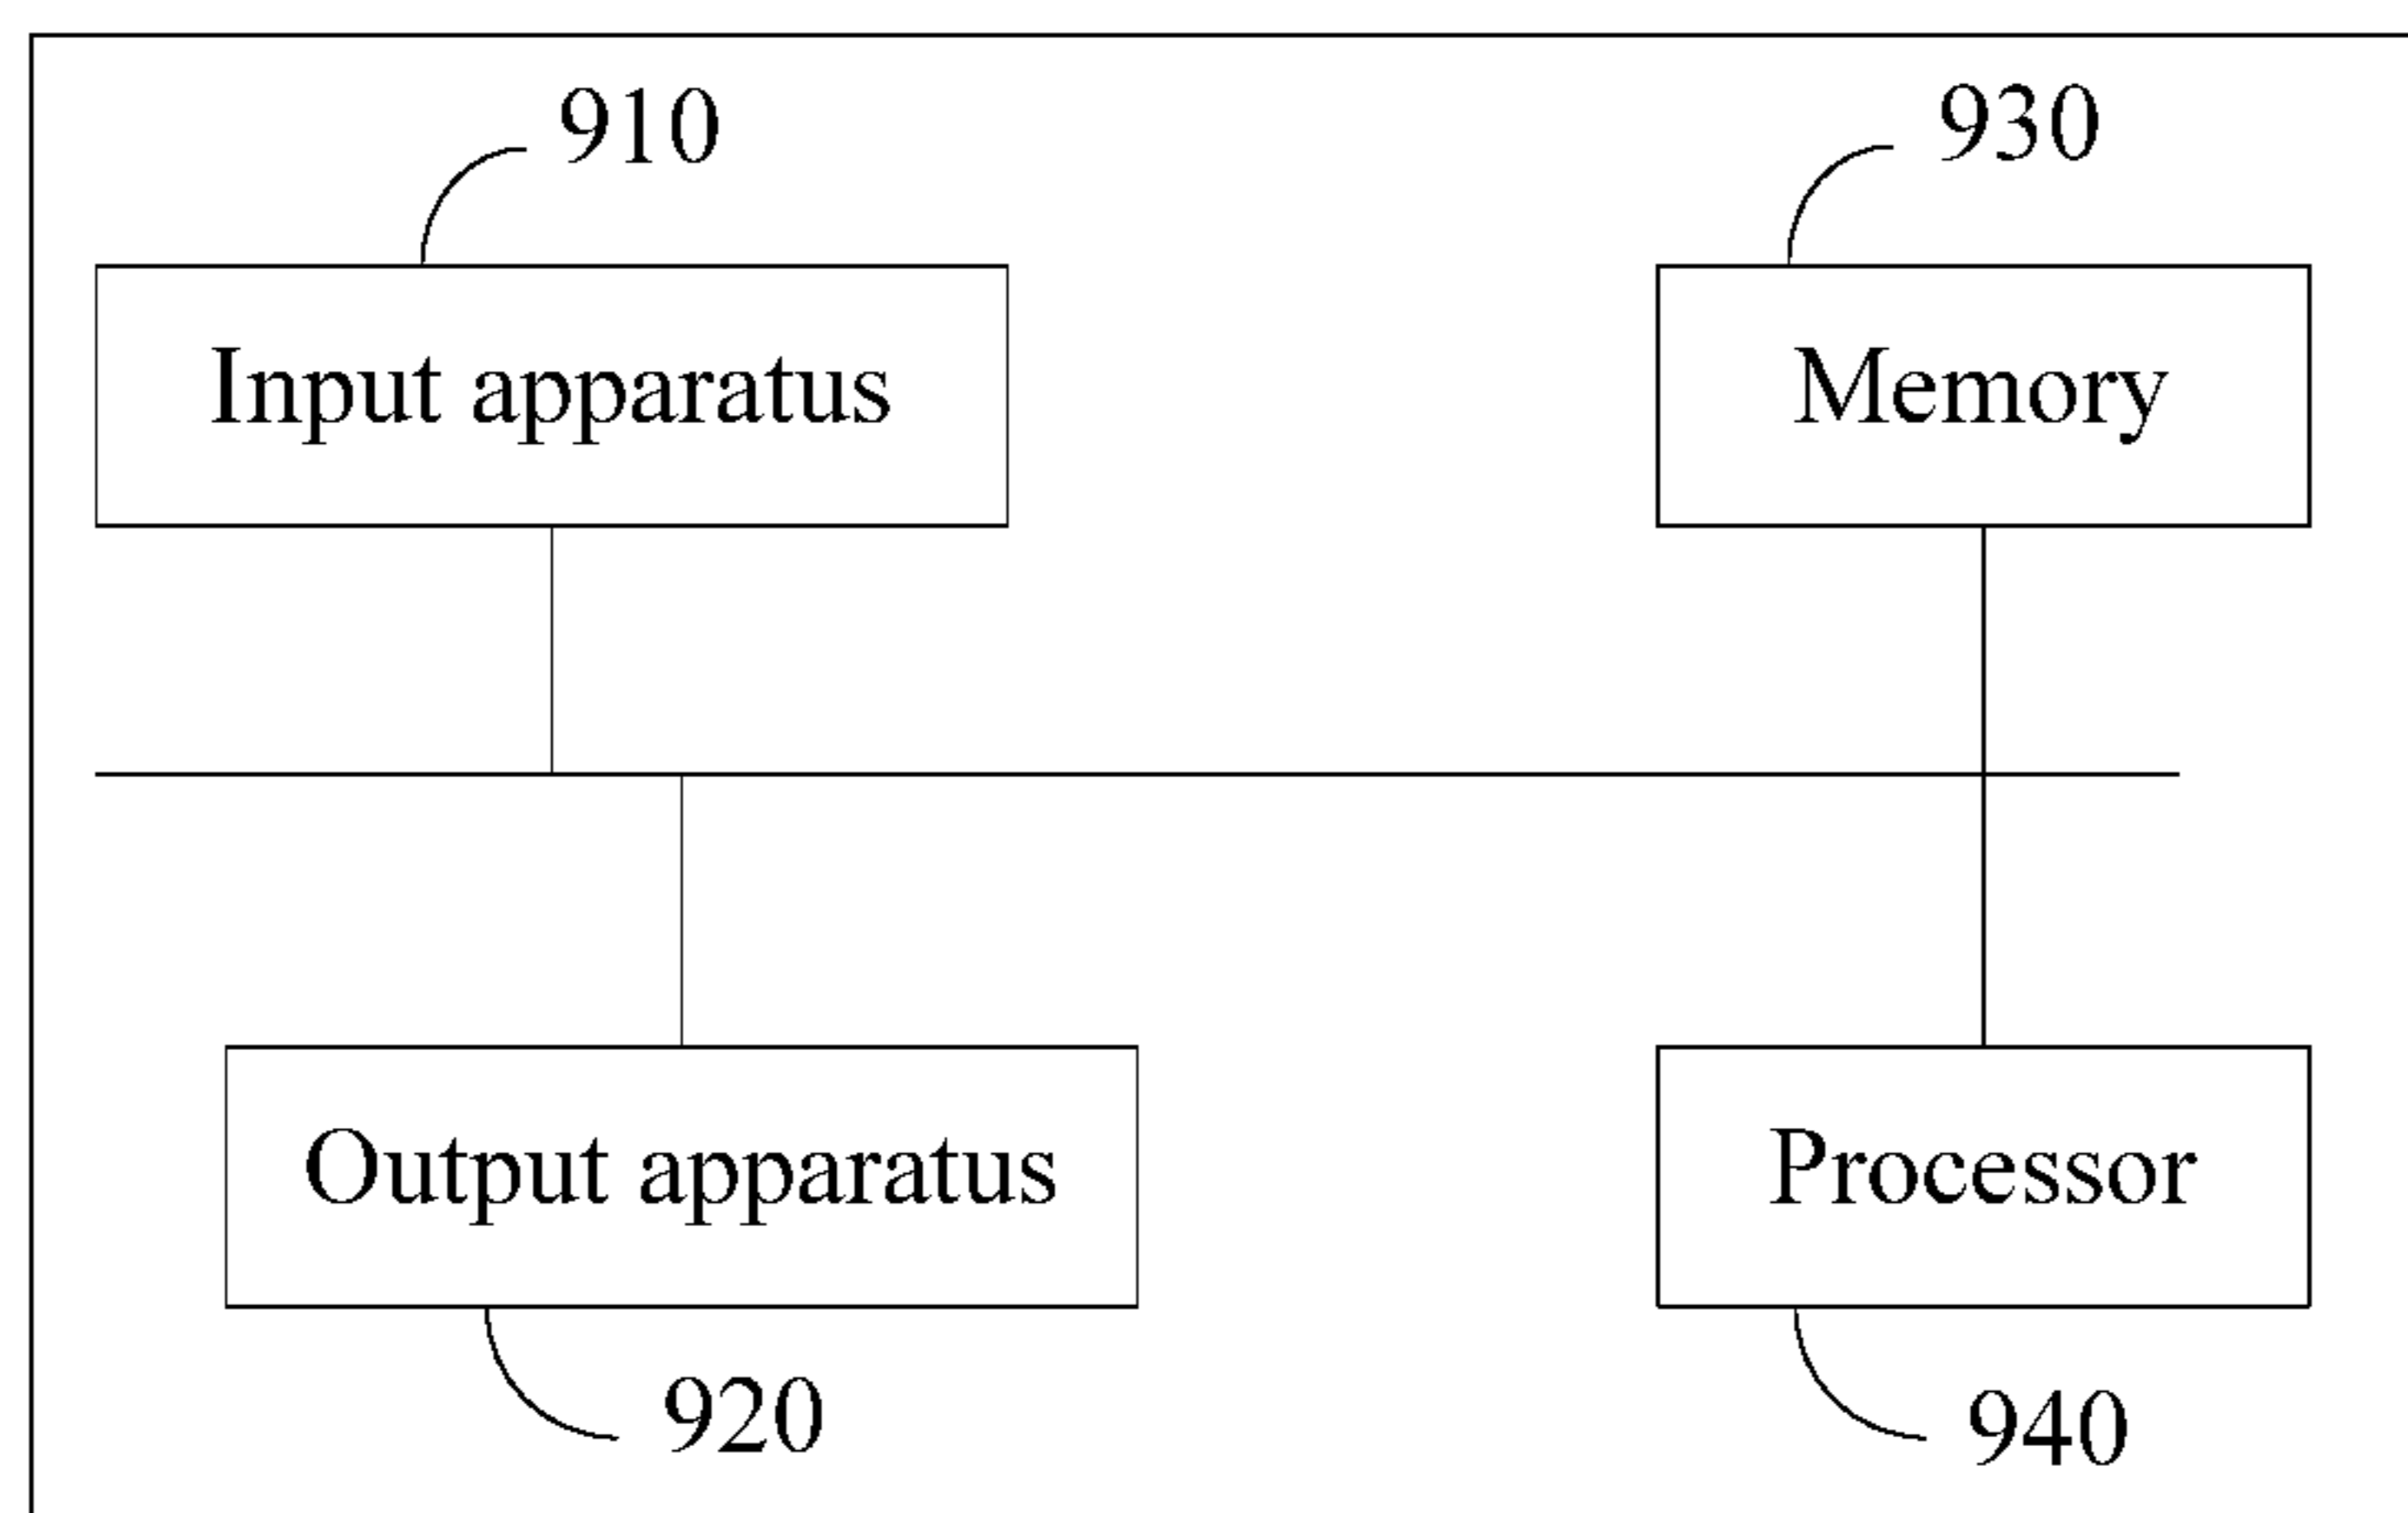 910
930
Input apparatus
Memory
Output apparatus
Processor
920
940